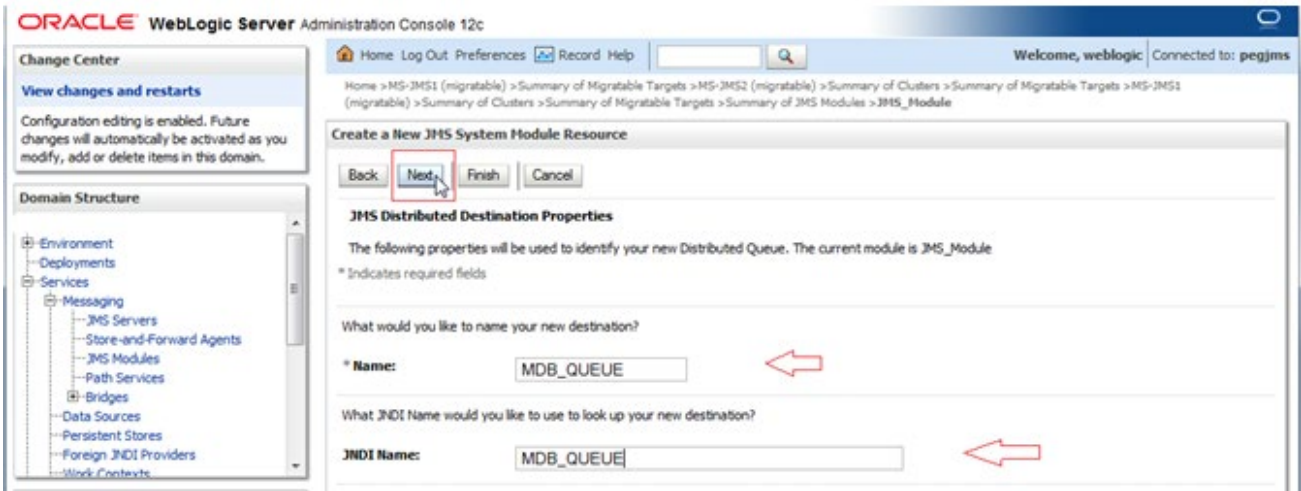 ORACLE WebLogic Server Administration Console 12c
Change Center
View changes and restarts
Configuration editing is enabled. Future
changes will automatically be activated as you
modify, add or delete items in this domain.
Domain Structure
Environment
Deployments
Services
Messaging
JMS Servers
Store-and-Forward Agents
JMS Modules
Path Services
Bridges
Data Sources
Persistent Stores
Foreign JNDI Providers
Work Contexts
Home Log Out Preferences Record Help
Welcome, weblogic Connected to: pegjms
Home >MS-JMS1 (migratable) >Summary of Migratable Targets >MS-JMS2 (migratable) >Summary of Clusters >Summary of Migratable Targets >MS-JMS1
(migratable) >Summary of Clusters >Summary of Migratable Targets >Summary of JMS Modules >JMS_Module
Create a New JMS System Module Resource
Back Next Finish Cancel
JMS Distributed Destination Properties
The following properties will be used to identify your new Distributed Queue. The current module is JMS_Module
* Indicates required fields
What would you like to name your new destination?
* Name: MDB_QUEUE
What JNDI Name would you like to use to look up your new destination?
JNDI Name: MDB_QUEUE